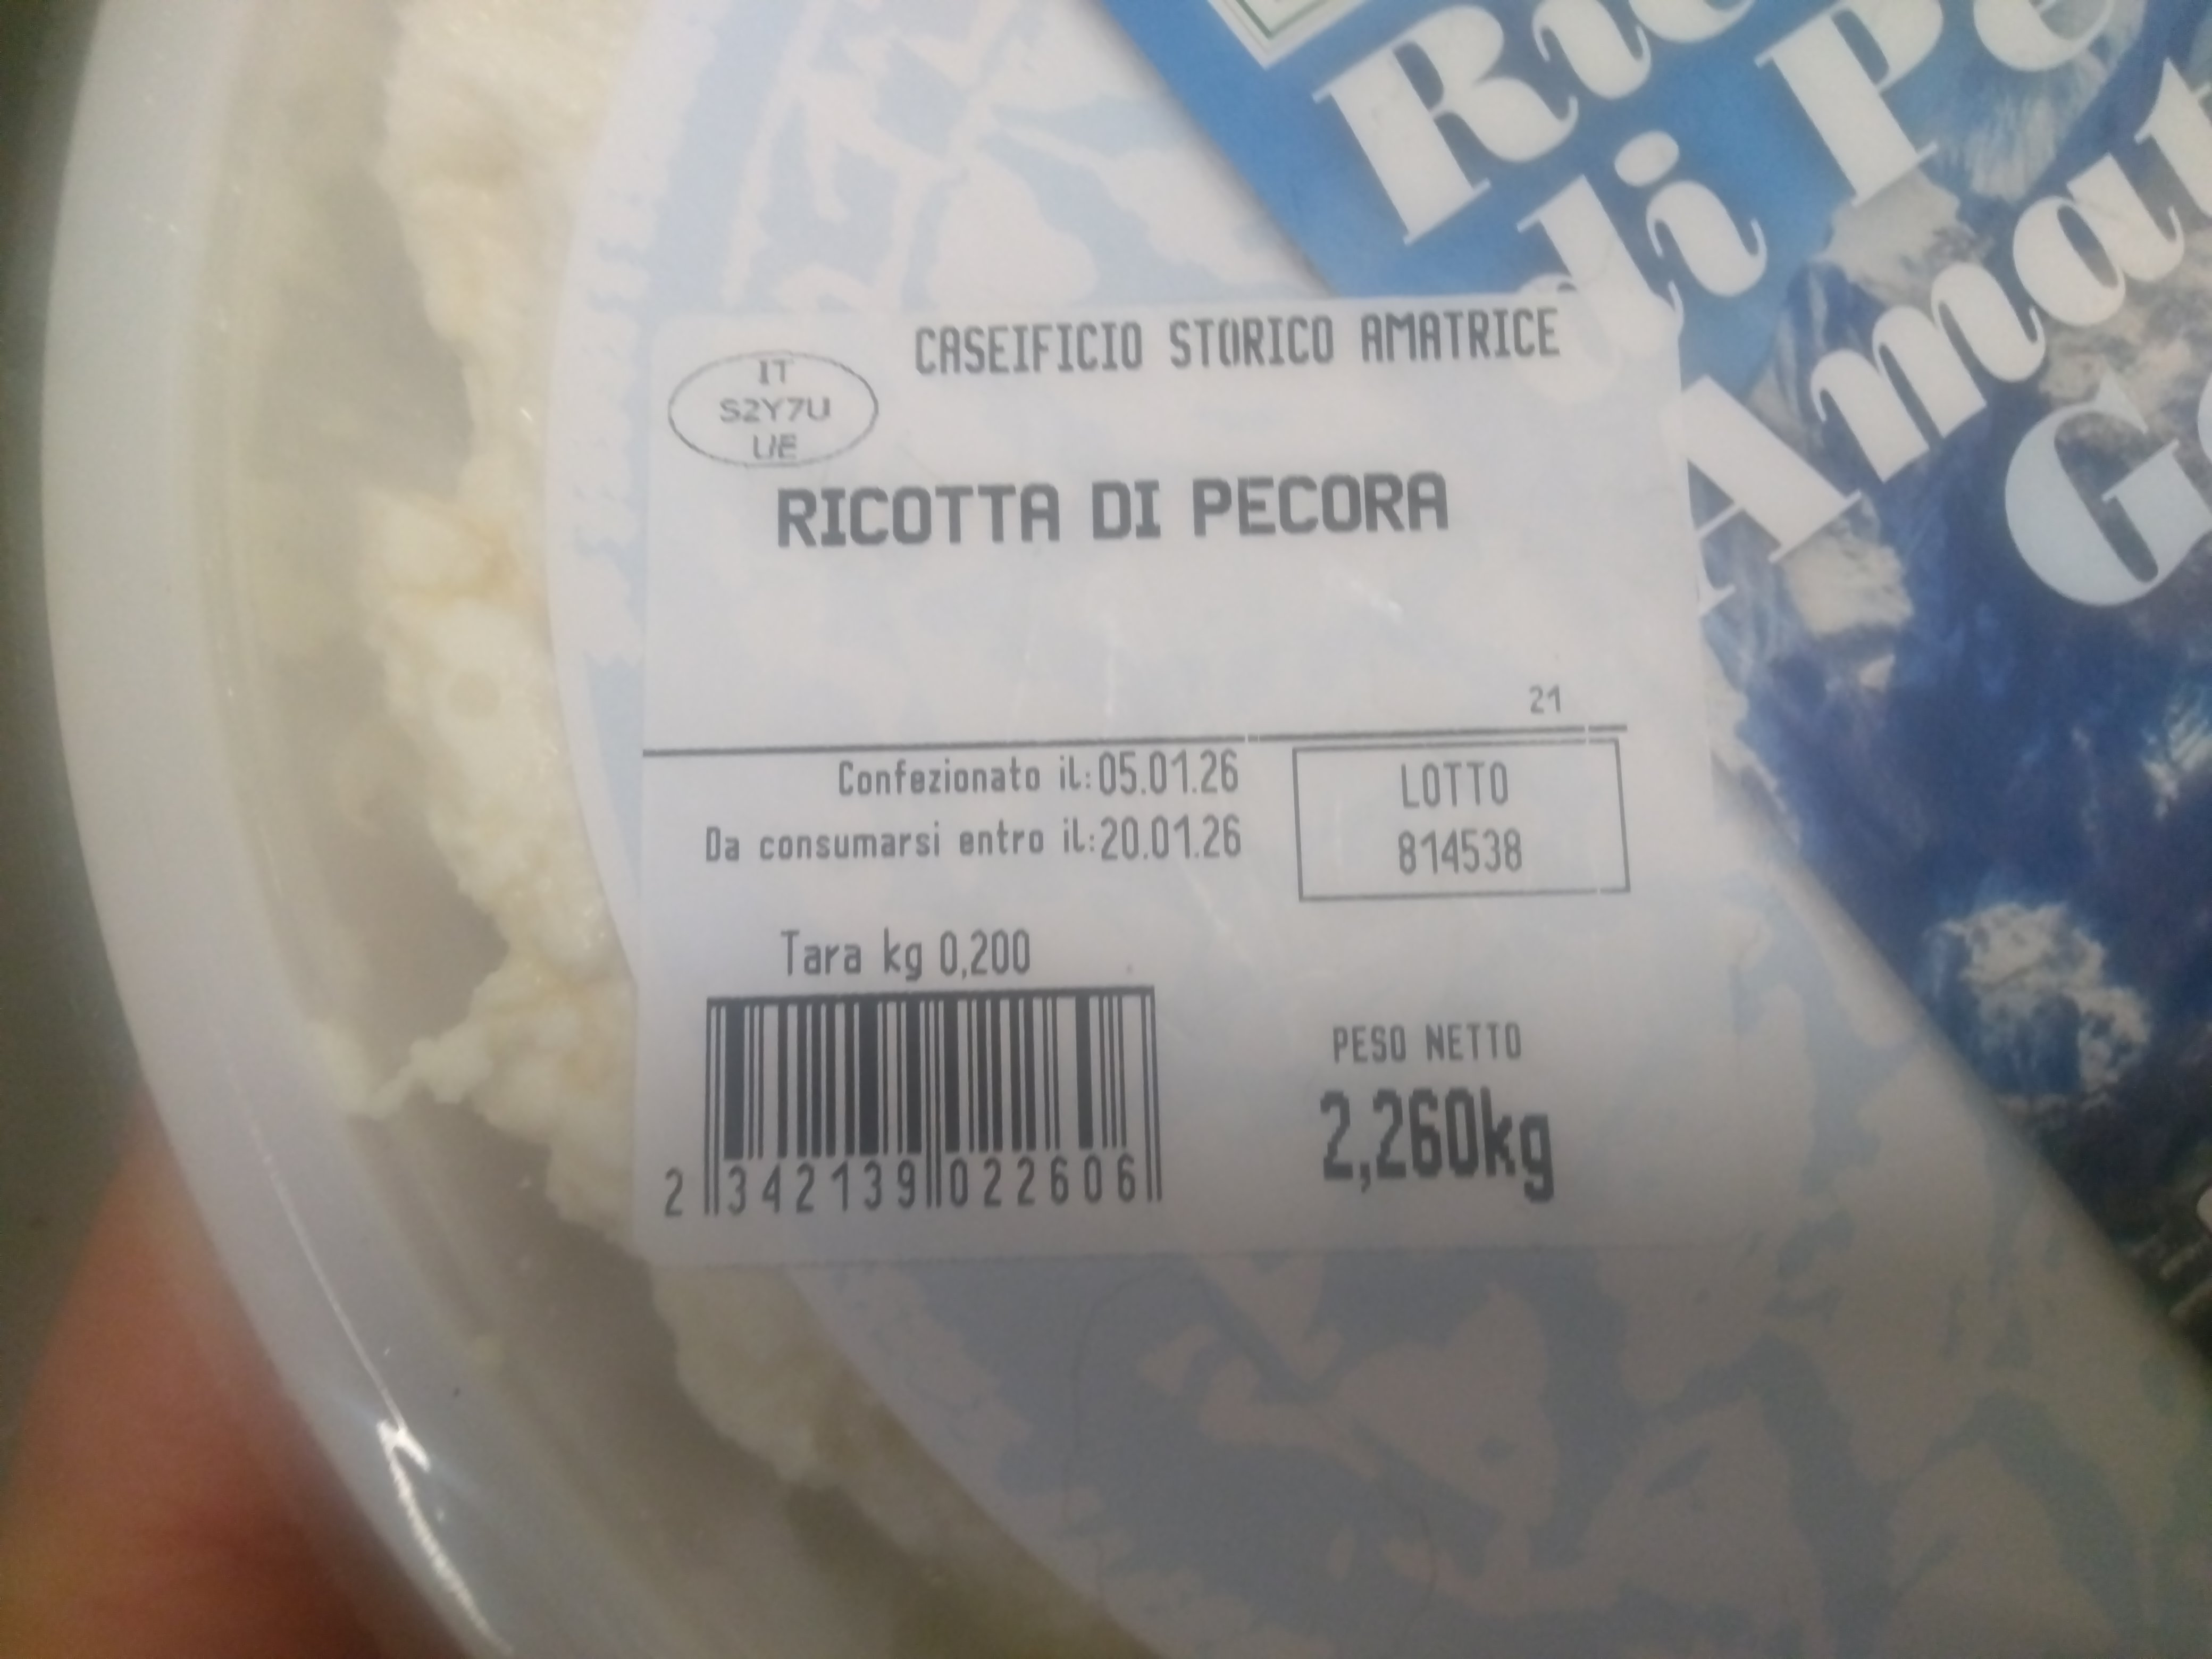 di
CASEIFICIO STORICO AMATRICE
IT
S2Y7U
UE
RICOTTA DI PECORA
21
Confezionato il:05.01.26
Da consumarsi entro il:20.01.26
LOTTO
814538
Tara kg 0,200
2 342139 022606
PESO NETTO
2,260kg